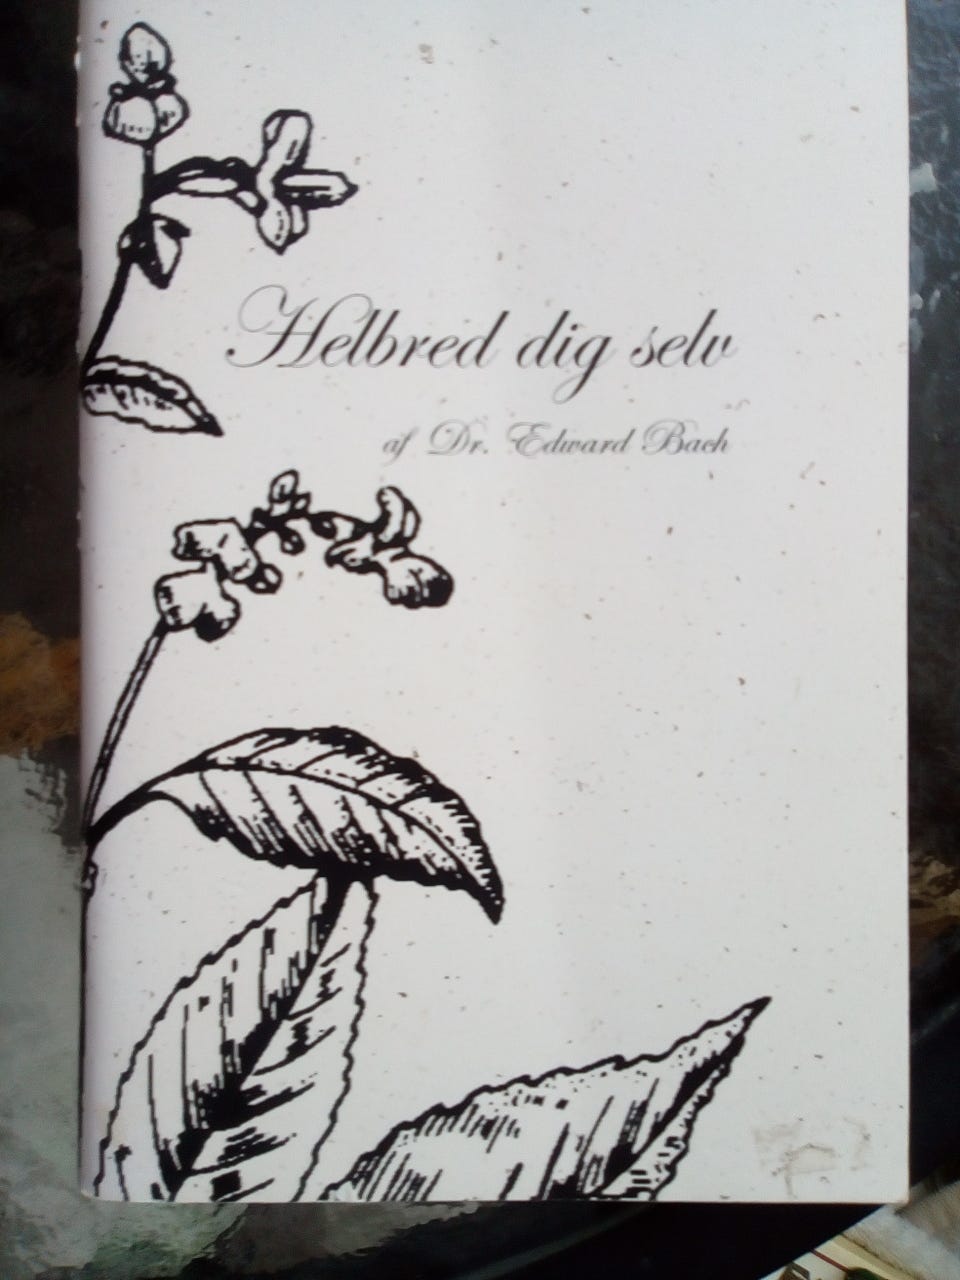 Helbred dig selv
af Dr. Edward Bach